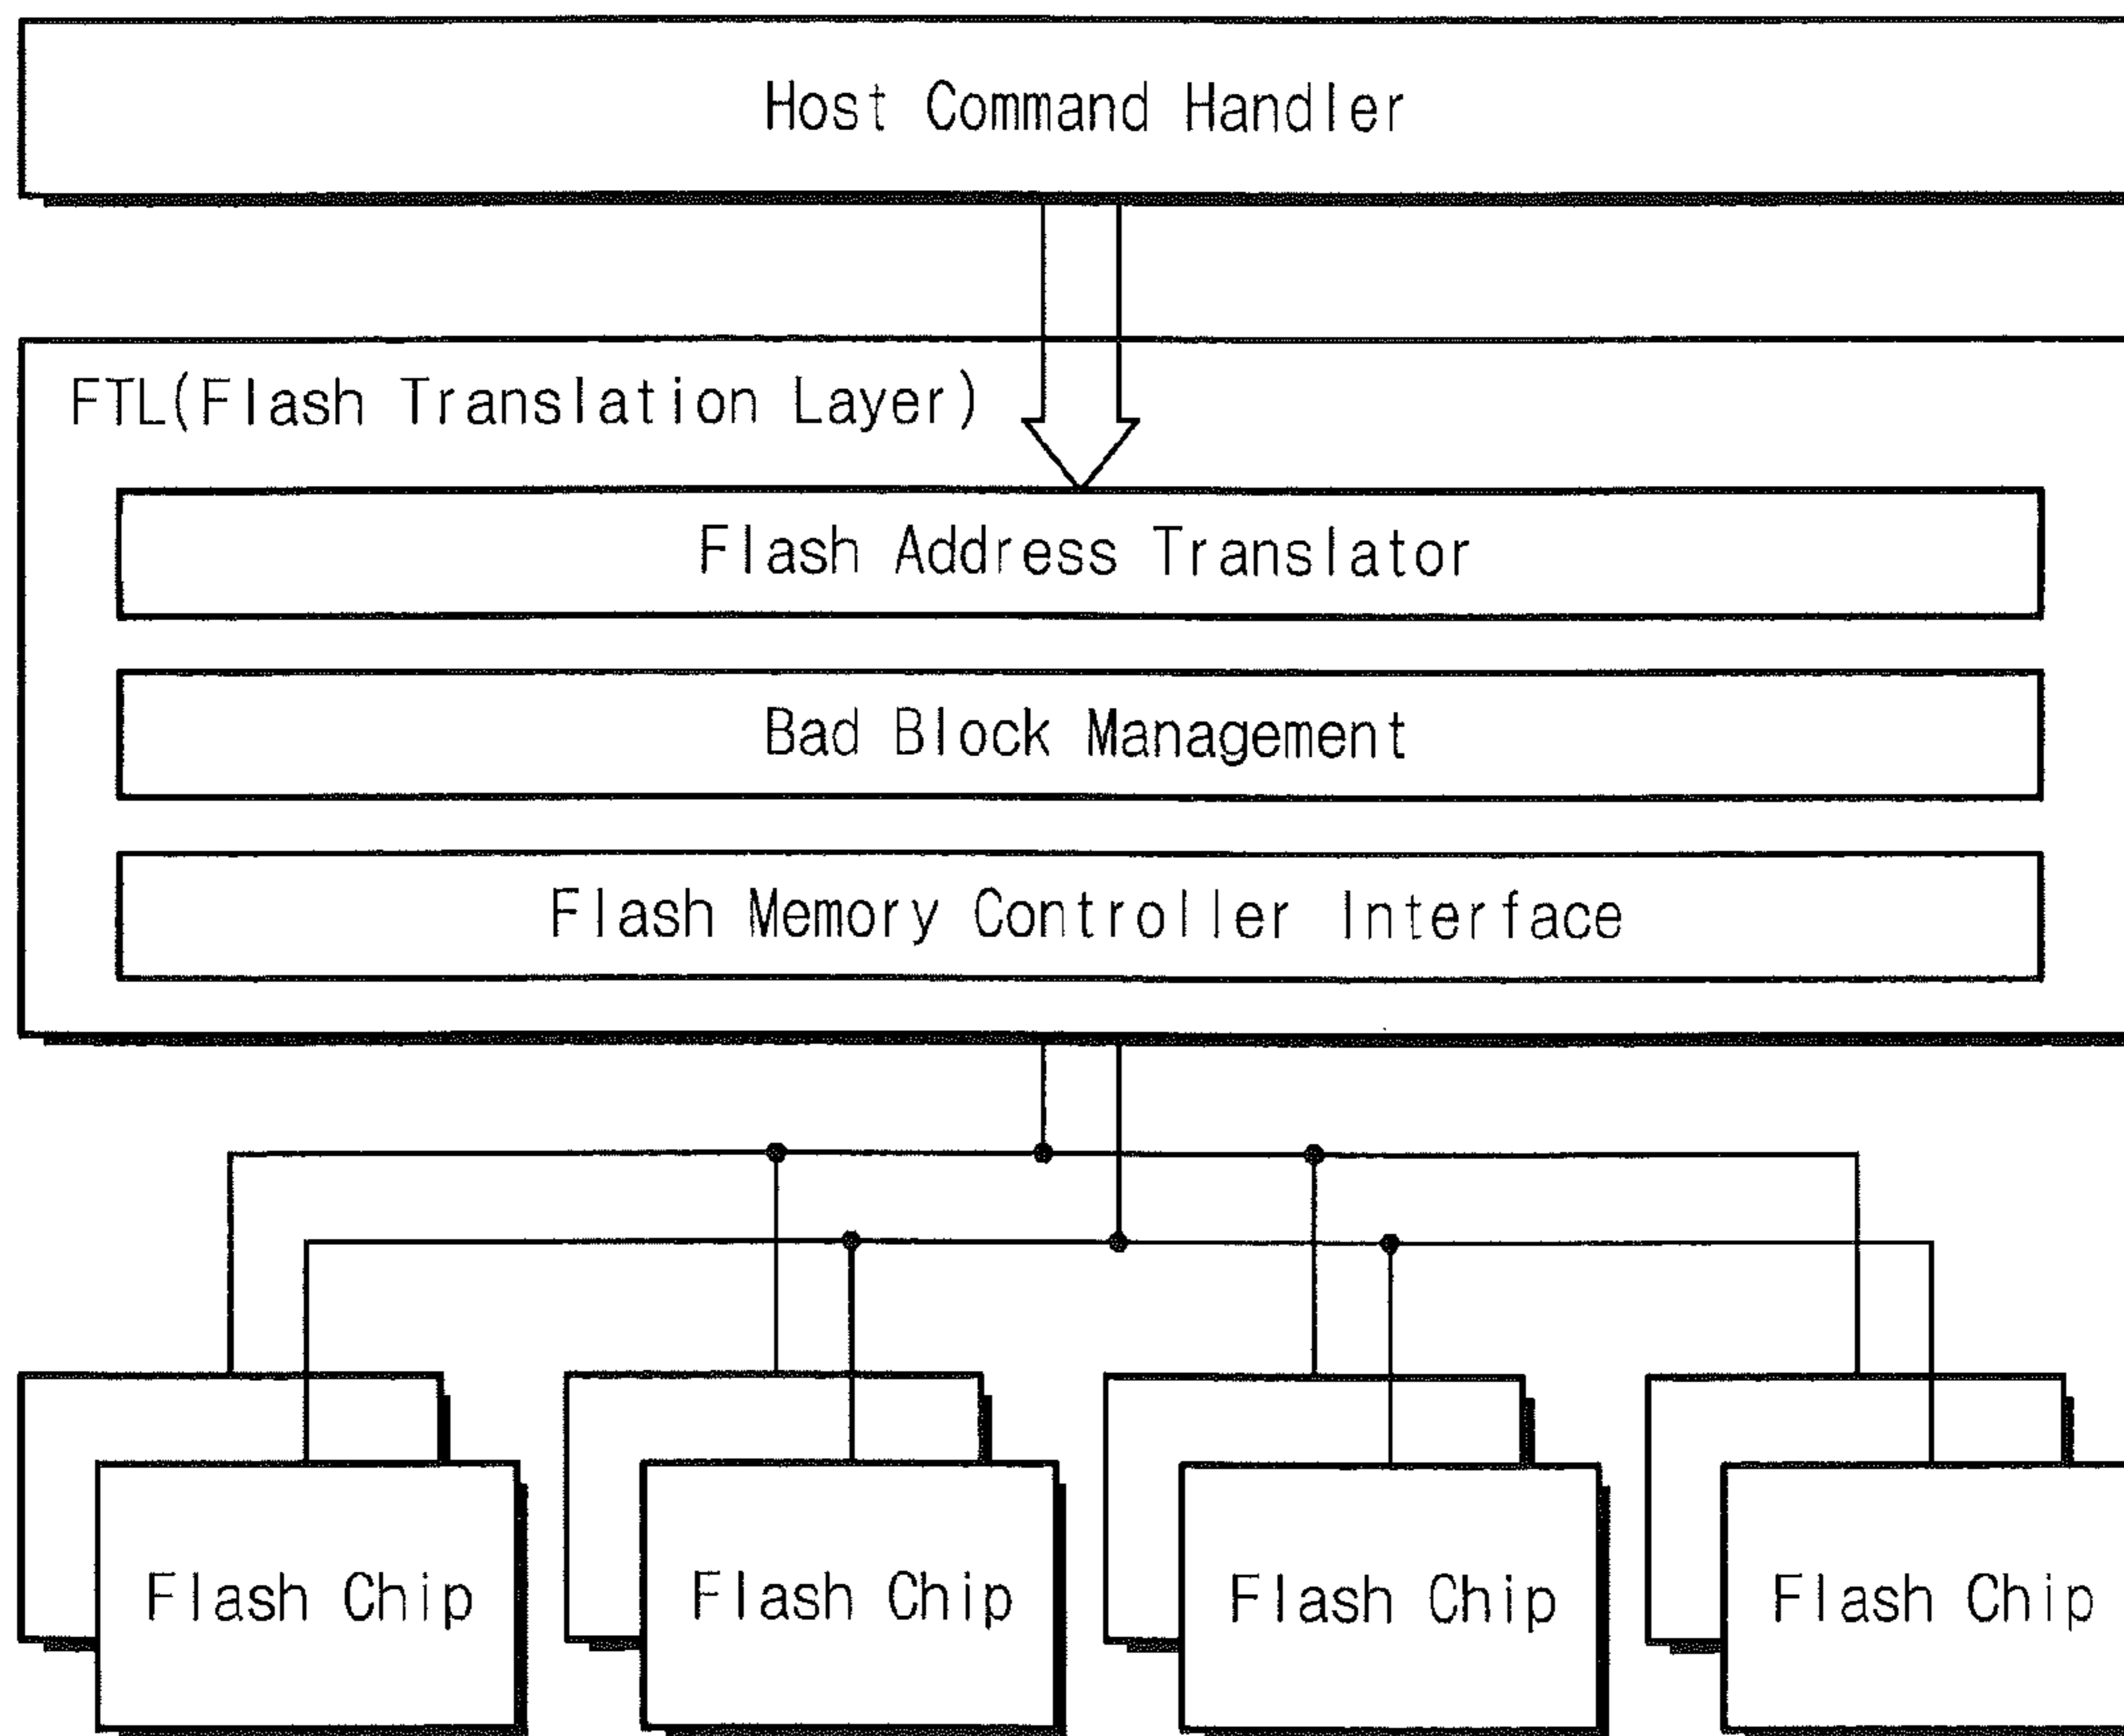 Host Command Handler
FTL(Flash Translation Layer)
Flash Address Translator
Bad Block Management
Flash Memory Controller Interface
Flash Chip
Flash Chip
Flash Chip
Flash Chip